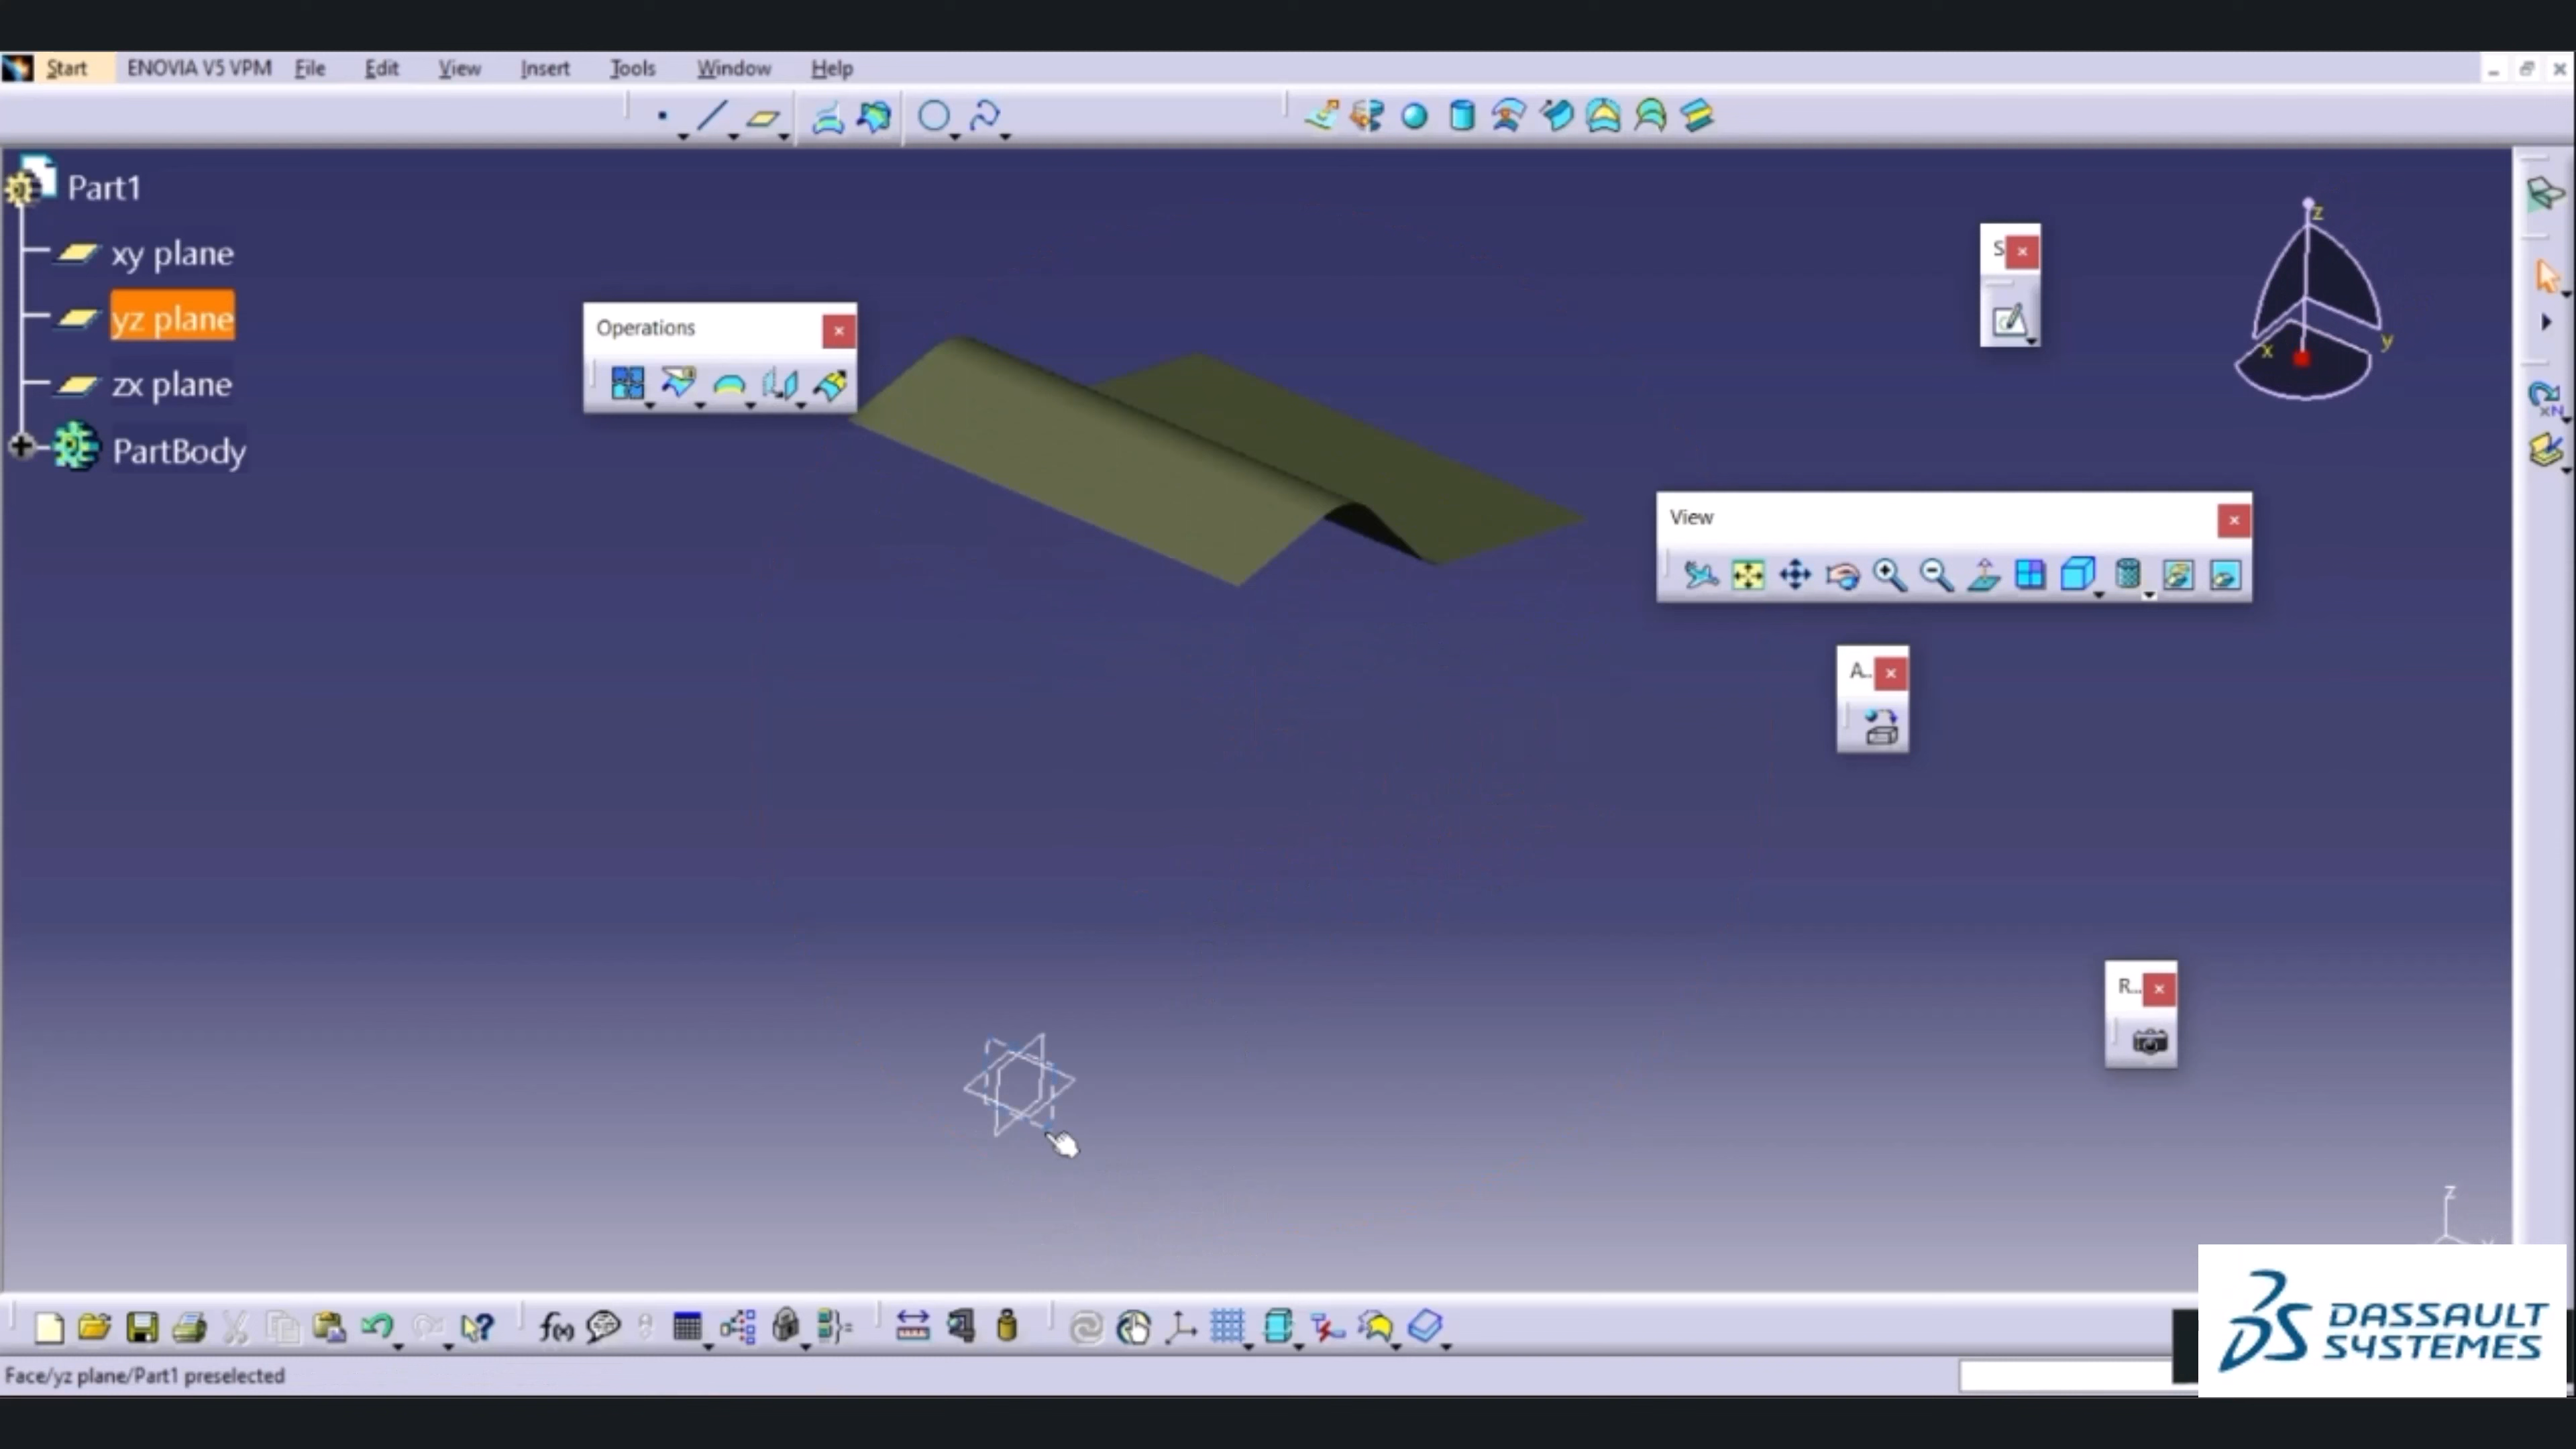 Start ENOVIA V5 VPM File Edit View Insert Tools Window Help
Part1
xy plane
yz plane
zx plane
PartBody
Operations
S
z
x
y
View
A..
R...
z
f(x)
Face/yz plane/Part1 preselected
DASSAULT
SYSTEMES